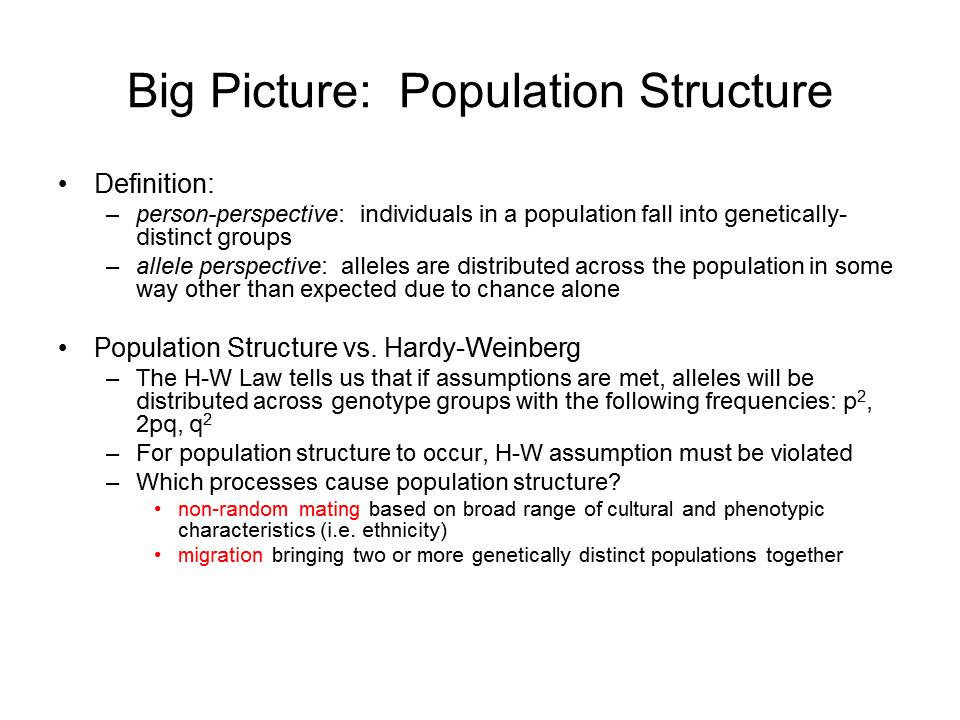 Big Picture:  Population Structure
• Definition:
– person-perspective:  individuals in a population fall into genetically-
distinct groups
– allele perspective:  alleles are distributed across the population in some
way other than expected due to chance alone
• Population Structure vs. Hardy-Weinberg
– The H-W Law tells us that if assumptions are met, alleles will be
distributed across genotype groups with the following frequencies: p²,
2pq, q²
– For population structure to occur, H-W assumption must be violated
– Which processes cause population structure?
• non-random mating based on broad range of cultural and phenotypic
characteristics (i.e. ethnicity)
• migration bringing two or more genetically distinct populations together